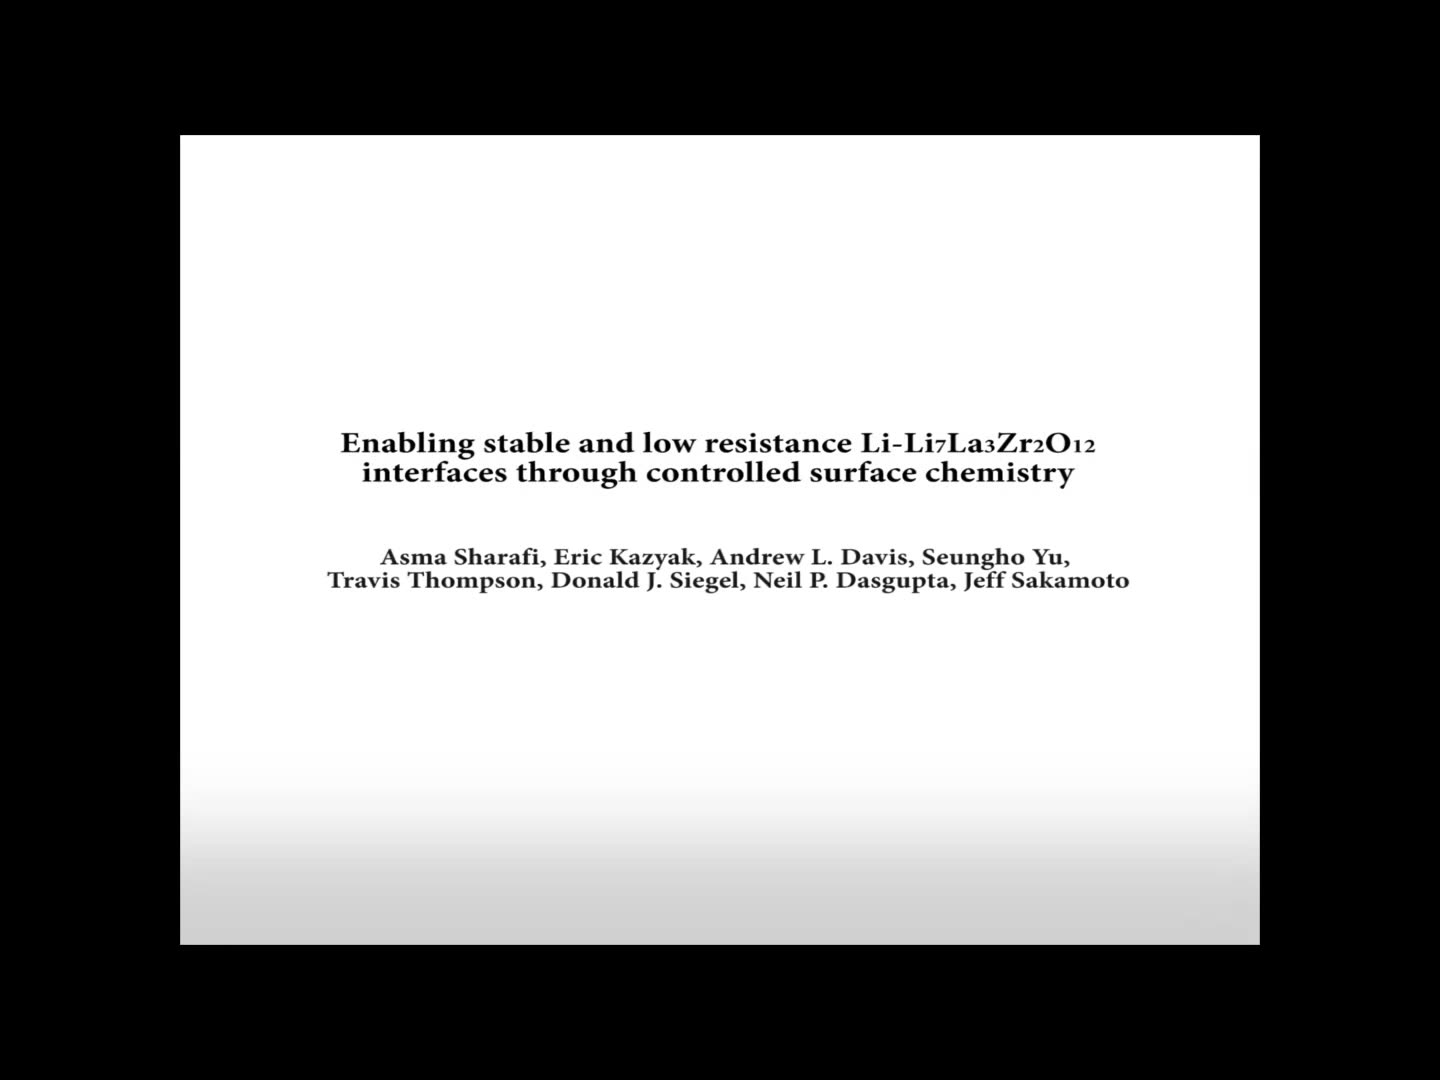 Enabling stable and low resistance Li-Li₇La₃Zr₂O₁₂
interfaces through controlled surface chemistry
Asma Sharafi, Eric Kazyak, Andrew L. Davis, Seungho Yu,
Travis Thompson, Donald J. Siegel, Neil P. Dasgupta, Jeff Sakamoto